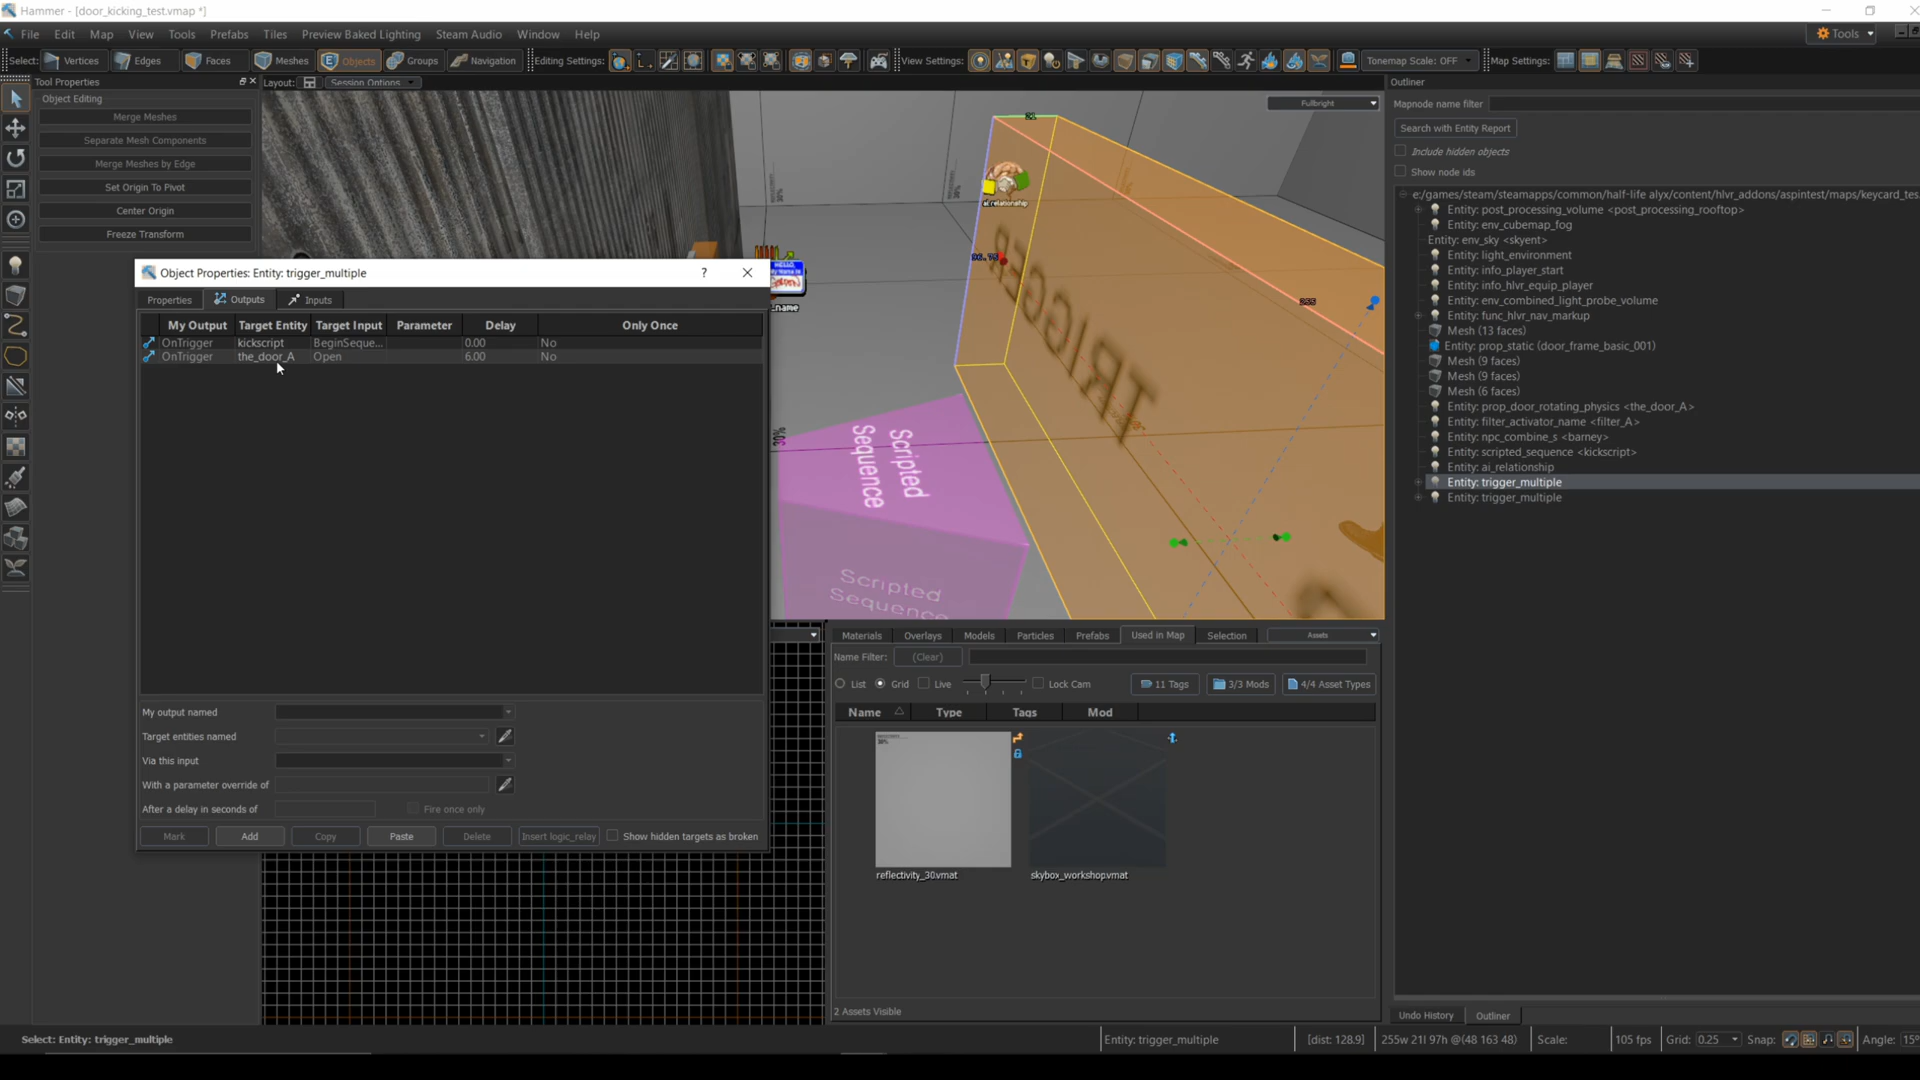 Hammer - [door_kicking_test.vmap *]
File Edit Map View Tools Prefabs Tiles Preview Baked Lighting Steam Audio Window Help
Tools
Select: Vertices Edges Faces Meshes Objects Groups Navigation Editing Settings: View Settings: Tonemap Scale: OFF Map Settings:
Tool Properties
Layout: Session Options
Object Editing
Merge Meshes
Separate Mesh Components
Merge Meshes by Edge
Set Origin To Pivot
Center Origin
Freeze Transform
Fullbright
21
ai relationship
255
TRIGGER
name
30%
Scripted
Sequence
Scripted
Sequence
Object Properties: Entity: trigger_multiple
Properties Outputs Inputs
My Output Target Entity Target Input Parameter Delay Only Once
OnTrigger kickscript BeginSeque... 0.00 No
OnTrigger the_door_A Open 6.00 No
My output named
Target entities named
Via this input
With a parameter override of
After a delay in seconds of Fire once only
Mark Add Copy Paste Delete Insert logic_relay Show hidden targets as broken
Materials Overlays Models Particles Prefabs Used in Map Selection Assets
Name Filter: (Clear)
List Grid Live Lock Cam 11 Tags 3/3 Mods 4/4 Asset Types
Name Type Tags Mod
reflectivity_30.vmat
skybox_workshop.vmat
2 Assets Visible
Outliner
Mapnode name filter
Search with Entity Report
Include hidden objects
Show node ids
e:/games/steam/steamapps/common/half-life alyx/content/hlvr_addons/aspintest/maps/keycard_tes
Entity: post_processing_volume <post_processing_rooftop>
Entity: env_cubemap_fog
Entity: env_sky <skyent>
Entity: light_environment
Entity: info_player_start
Entity: info_hlvr_equip_player
Entity: env_combined_light_probe_volume
Entity: func_hlvr_nav_markup
Mesh (13 faces)
Entity: prop_static (door_frame_basic_001)
Mesh (9 faces)
Mesh (9 faces)
Mesh (6 faces)
Entity: prop_door_rotating_physics <the_door_A>
Entity: filter_activator_name <filter_A>
Entity: npc_combine_s <barney>
Entity: scripted_sequence <kickscript>
Entity: ai_relationship
Entity: trigger_multiple
Entity: trigger_multiple
Undo History Outliner
Select: Entity: trigger_multiple
Entity: trigger_multiple [dist: 128.9] 255w 21l 97h @(48 163 48) Scale: 105 fps Grid: 0.25 Snap: Angle: 15°